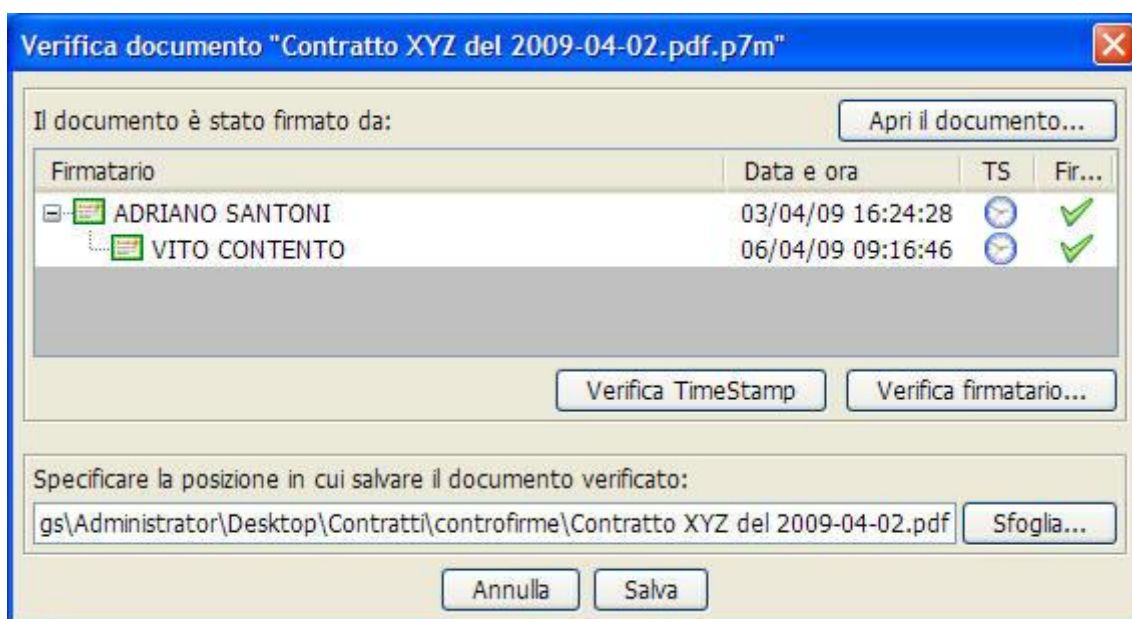 Verifica documento "Contratto XYZ del 2009-04-02.pdf.p7m"
Il documento è stato firmato da:
Apri il documento...
Firmatario Data e ora TS Fir...
ADRIANO SANTONI 03/04/09 16:24:28
VITO CONTENTO 06/04/09 09:16:46
Verifica TimeStamp Verifica firmatario...
Specificare la posizione in cui salvare il documento verificato:
gs\Administrator\Desktop\Contratti\controfirme\Contratto XYZ del 2009-04-02.pdf Sfoglia...
Annulla Salva